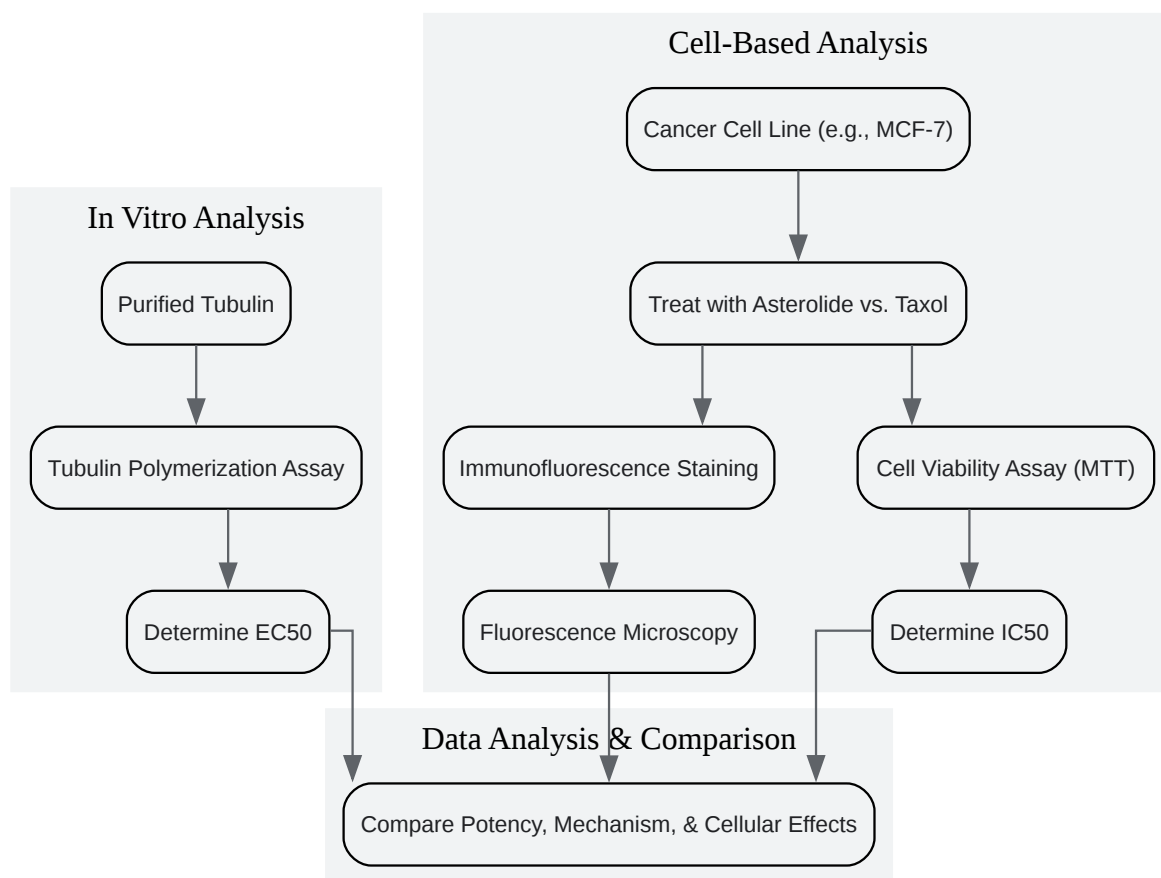 Cell-Based Analysis
Cancer Cell Line (e.g., MCF-7)
In Vitro Analysis
Purified Tubulin
Treat with Asterolide vs. Taxol
Tubulin Polymerization Assay
Immunofluorescence Staining
Cell Viability Assay (MTT)
Determine EC50
Fluorescence Microscopy
Determine IC50
Data Analysis & Comparison
Compare Potency, Mechanism, & Cellular Effects